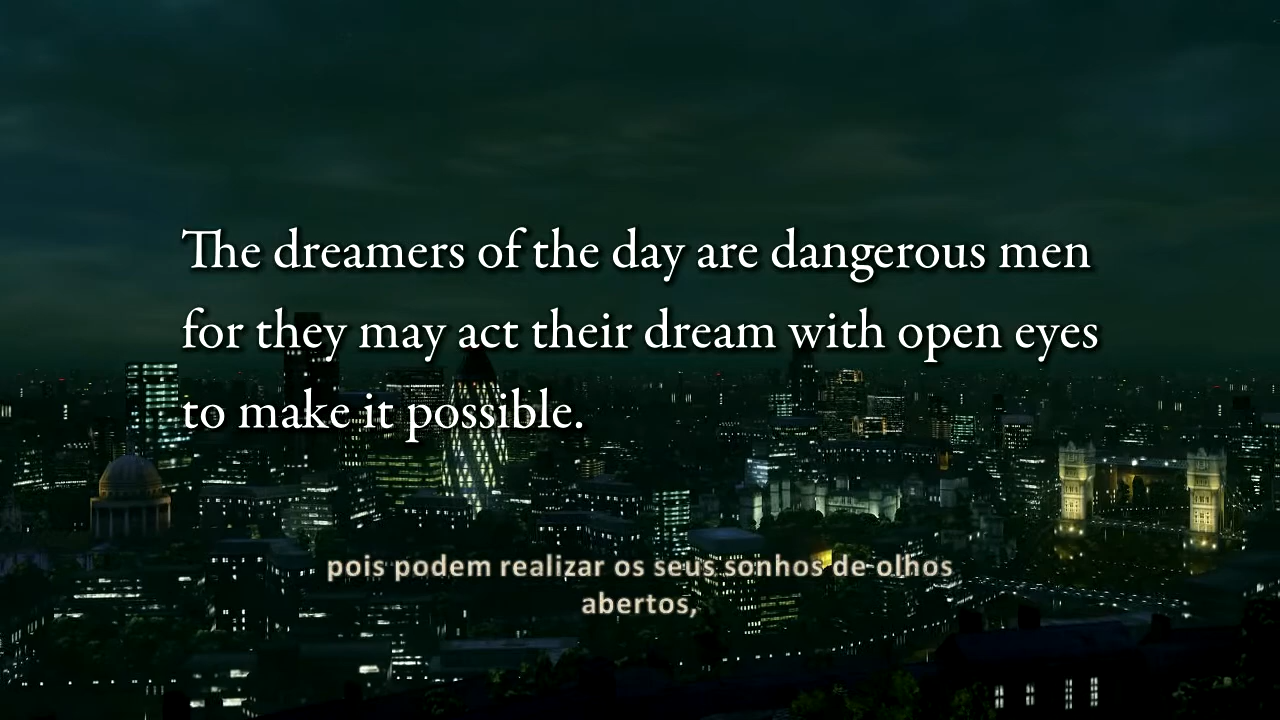 The dreamers of the day are dangerous men
for they may act their dream with open eyes
to make it possible.
pois podem realizar os seus sonhos de olhos
abertos,